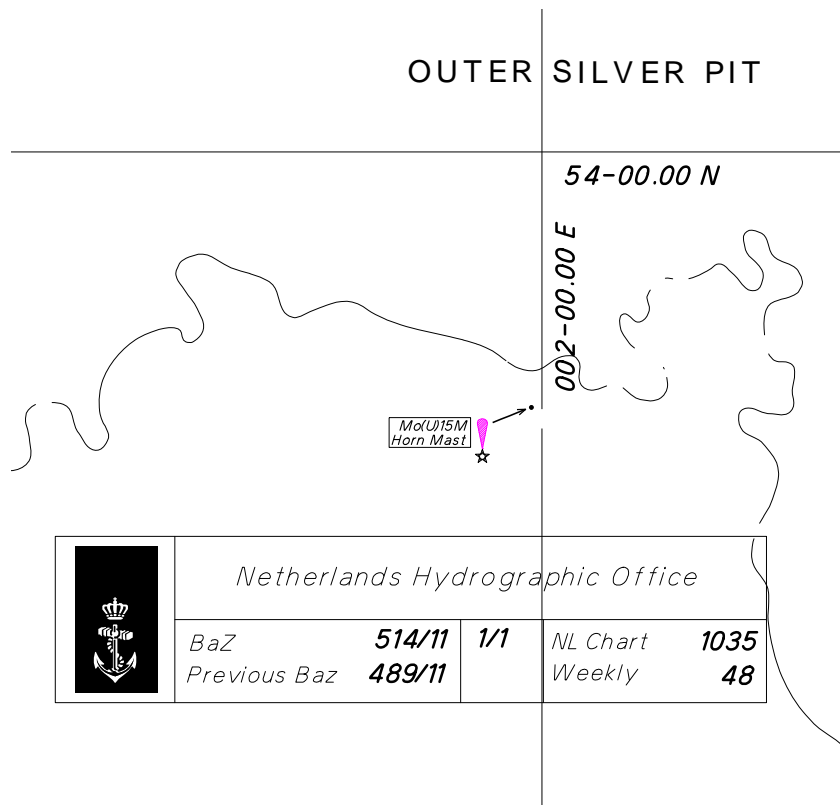 OUTER SILVER PIT
54-00.00 N
002-00.00 E
Mo(U)15M
Horn Mast
Netherlands Hydrographic Office
BaZ 514/11 1/1 NL Chart 1035
Previous Baz 489/11 Weekly 48